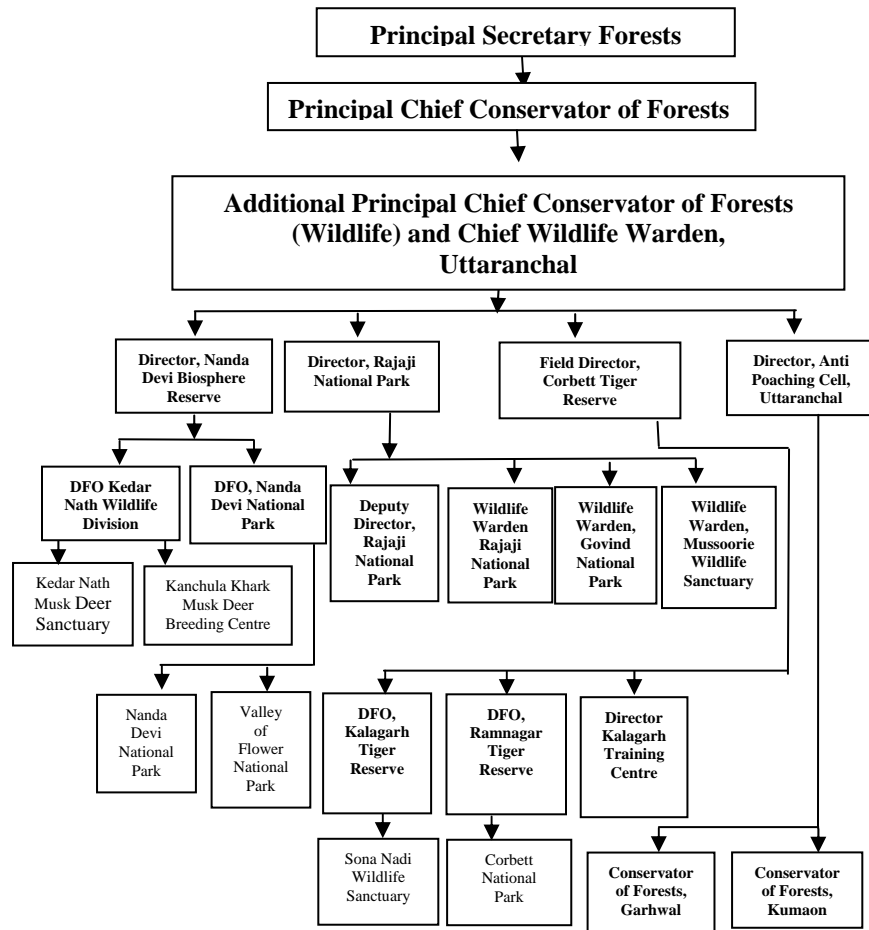 Principal Secretary Forests
Principal Chief Conservator of Forests
Additional Principal Chief Conservator of Forests
(Wildlife) and Chief Wildlife Warden,
Uttaranchal
Director, Nanda
Devi Biosphere
Reserve
Director, Rajaji
National Park
Field Director,
Corbett Tiger
Reserve
Director, Anti
Poaching Cell,
Uttaranchal
DFO Kedar
Nath Wildlife
Division
DFO, Nanda
Devi National
Park
Deputy
Director,
Rajaji
National
Park
Wildlife
Warden
Rajaji
National
Park
Wildlife
Warden,
Govind
National
Park
Wildlife
Warden,
Mussoorie
Wildlife
Sanctuary
Kedar Nath
Musk Deer
Sanctuary
Kanchula Khark
Musk Deer
Breeding Centre
Nanda
Devi
National
Park
Valley
of
Flower
National
Park
DFO,
Kalagarh
Tiger
Reserve
DFO,
Ramnagar
Tiger
Reserve
Director
Kalagarh
Training
Centre
Sona Nadi
Wildlife
Sanctuary
Corbett
National
Park
Conservator
of Forests,
Garhwal
Conservator
of Forests,
Kumaon